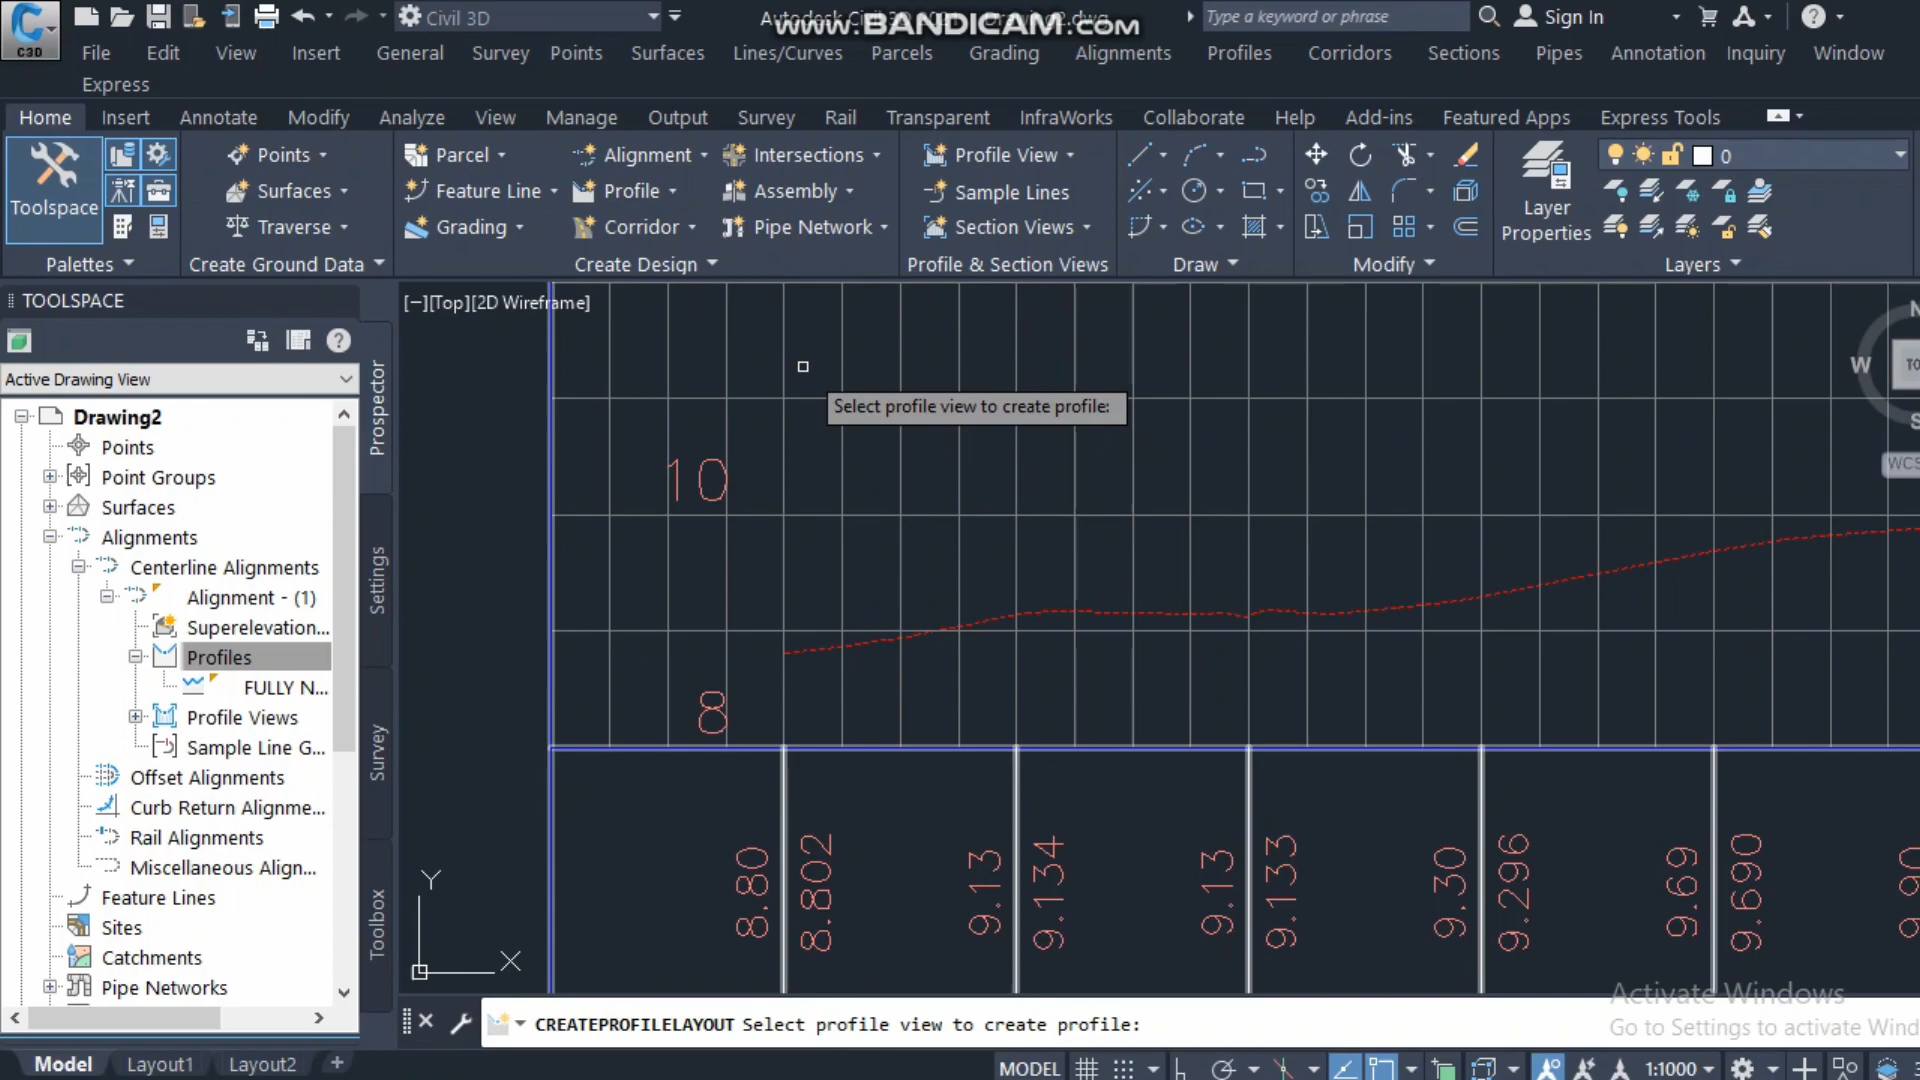 Civil 3D
www.BANDICAM.com
Type a keyword or phrase
Sign In
C3D
File Edit View Insert General Survey Points Surfaces Lines/Curves Parcels Grading Alignments Profiles Corridors Sections Pipes Annotation Inquiry Window
Express
Home Insert Annotate Modify Analyze View Manage Output Survey Rail Transparent InfraWorks Collaborate Help Add-ins Featured Apps Express Tools
Points Parcel Alignment Intersections Profile View 0
Toolspace Surfaces Feature Line Profile Assembly Sample Lines Layer Properties
Traverse Grading Corridor Pipe Network Section Views
Palettes Create Ground Data Create Design Profile & Section Views Draw Modify Layers
TOOLSPACE
[−][Top][2D Wireframe]
Active Drawing View
Drawing2
Points
Point Groups
Surfaces
Alignments
Centerline Alignments
Alignment - (1)
Superelevation...
Profiles
FULLY N...
Profile Views
Sample Line G...
Offset Alignments
Curb Return Alignme...
Rail Alignments
Miscellaneous Align...
Feature Lines
Sites
Catchments
Pipe Networks
Prospector
Settings
Survey
Toolbox
N
W
S
WCS
Select profile view to create profile:
10
8
8.80 8.802 9.13 9.134 9.13 9.133 9.30 9.296 9.69 9.690 9.90
Y
X
Activate Windows
Go to Settings to activate Wind
CREATEPROFILELAYOUT Select profile view to create profile:
Model Layout1 Layout2 +
MODEL 1:1000